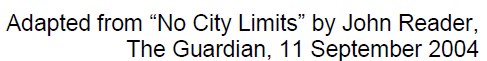 Adapted from “No City Limits” by John Reader,
The Guardian, 11 September 2004